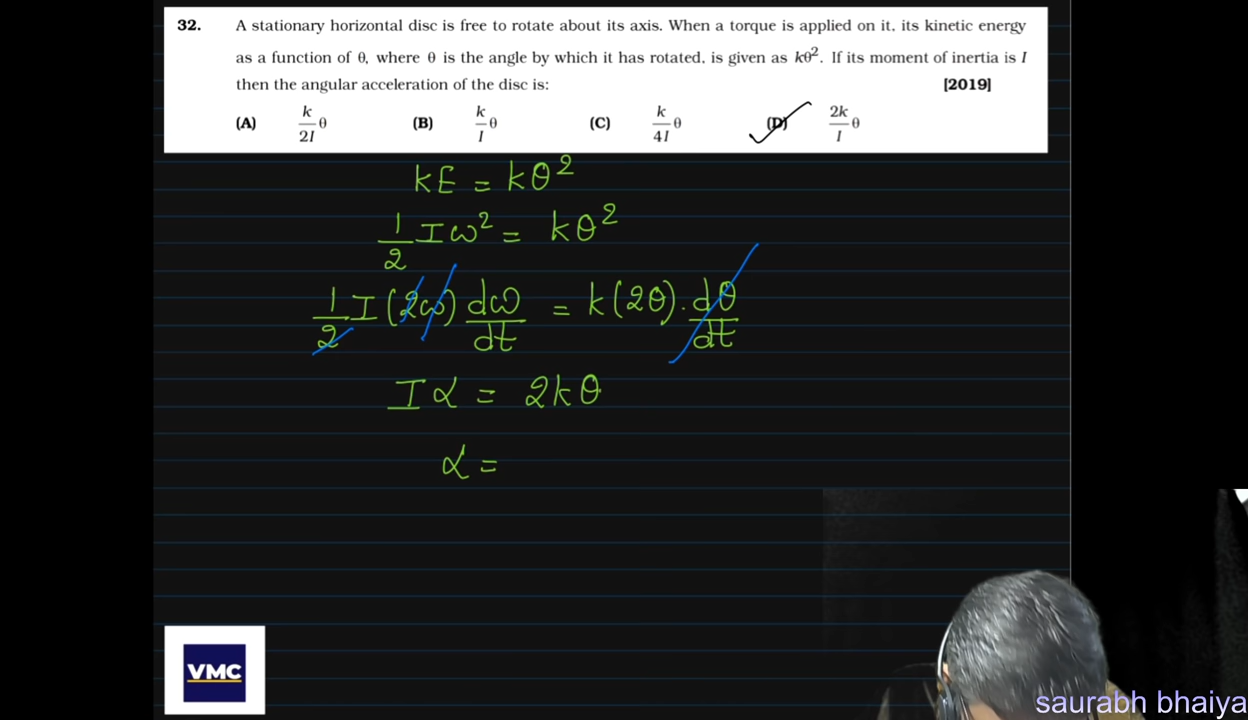 32. A stationary horizontal disc is free to rotate about its axis. When a torque is applied on it, its kinetic energy
as a function of θ, where θ is the angle by which it has rotated, is given as kθ². If its moment of inertia is I
then the angular acceleration of the disc is: [2019]
(A) k/2I θ (B) k/I θ (C) k/4I θ (D) 2k/I θ
kE = kθ²
1/2 I ω² = kθ²
1/2 I (2ω) dω/dt = k(2θ) . dθ/dt
I α = 2kθ
α =
VMC
saurabh bhaiya